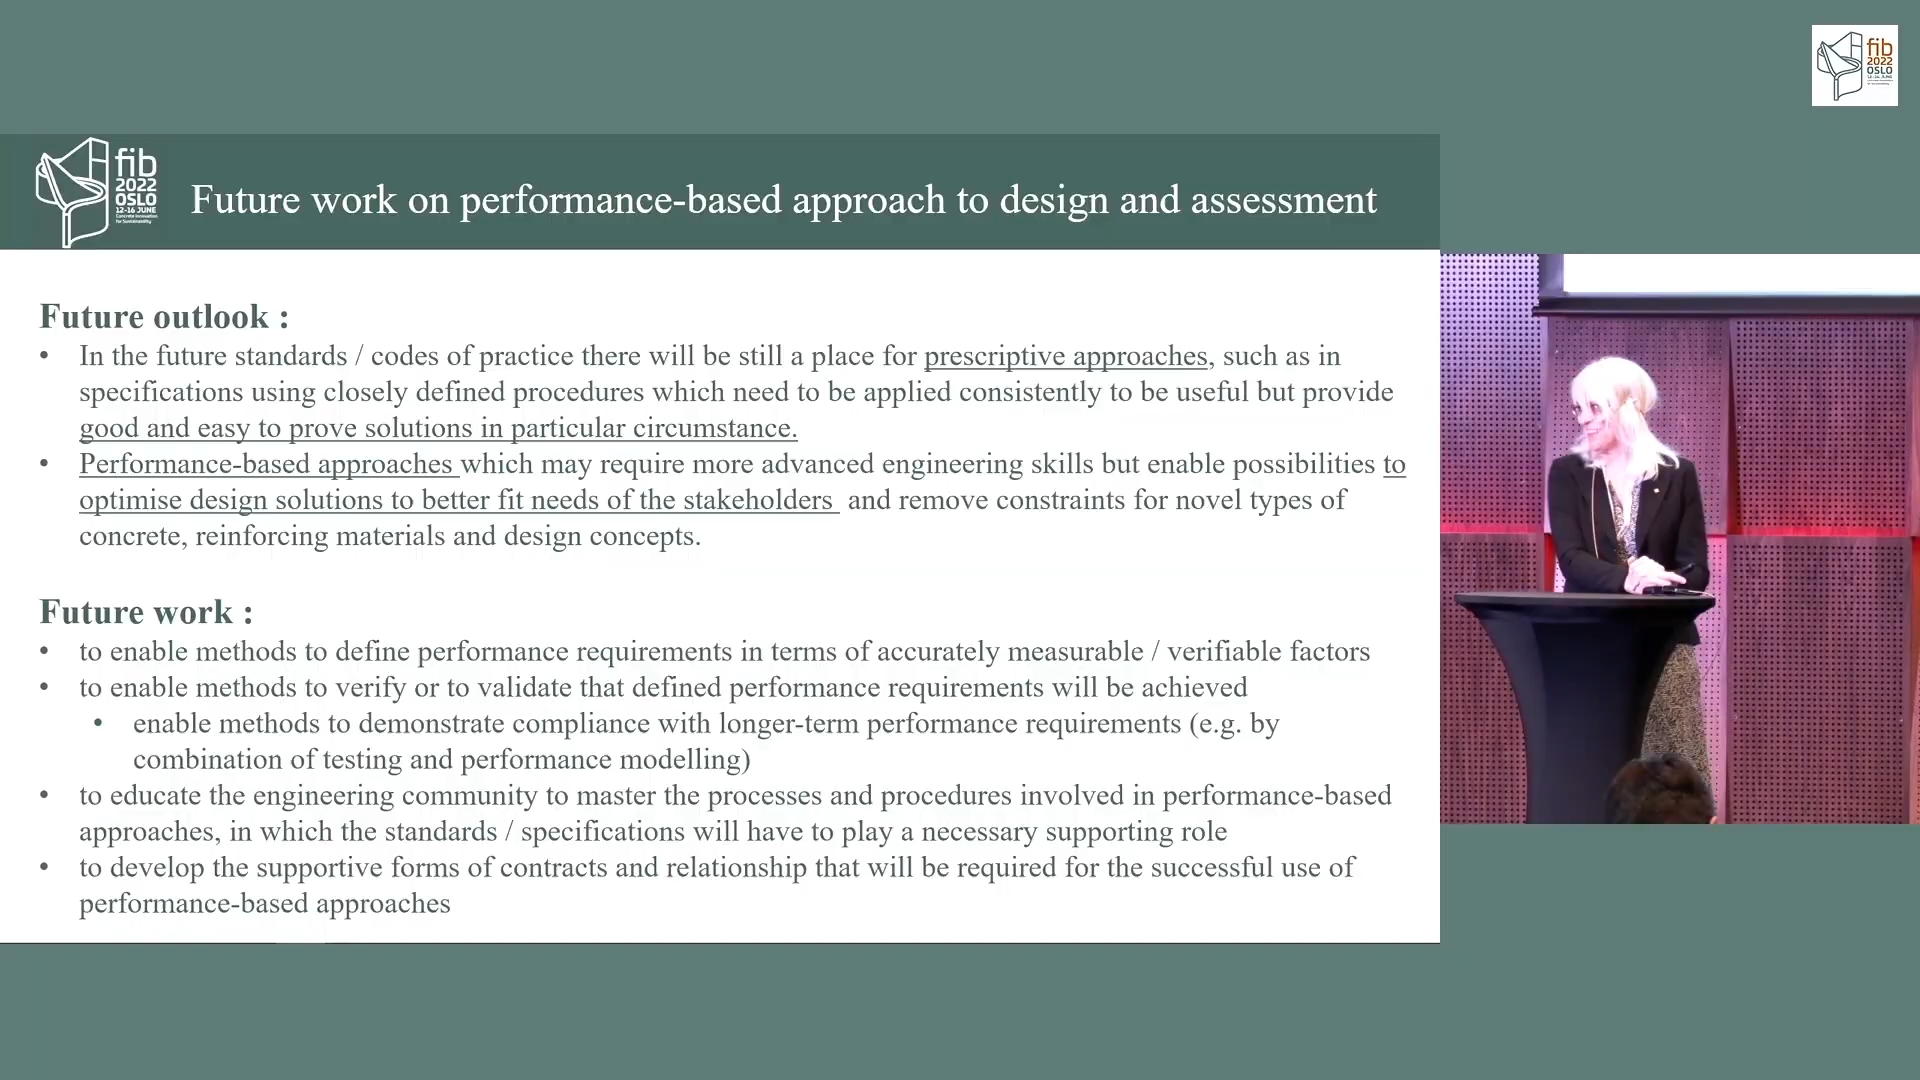 fib
2022
OSLO
fib
2022
OSLO
12-16 JUNE
Concrete Innovation
for Sustainability
Future work on performance-based approach to design and assessment
Future outlook :
• In the future standards / codes of practice there will be still a place for prescriptive approaches, such as in
specifications using closely defined procedures which need to be applied consistently to be useful but provide
good and easy to prove solutions in particular circumstance.
• Performance-based approaches which may require more advanced engineering skills but enable possibilities to
optimise design solutions to better fit needs of the stakeholders and remove constraints for novel types of
concrete, reinforcing materials and design concepts.
Future work :
• to enable methods to define performance requirements in terms of accurately measurable / verifiable factors
• to enable methods to verify or to validate that defined performance requirements will be achieved
• enable methods to demonstrate compliance with longer-term performance requirements (e.g. by
combination of testing and performance modelling)
• to educate the engineering community to master the processes and procedures involved in performance-based
approaches, in which the standards / specifications will have to play a necessary supporting role
• to develop the supportive forms of contracts and relationship that will be required for the successful use of
performance-based approaches